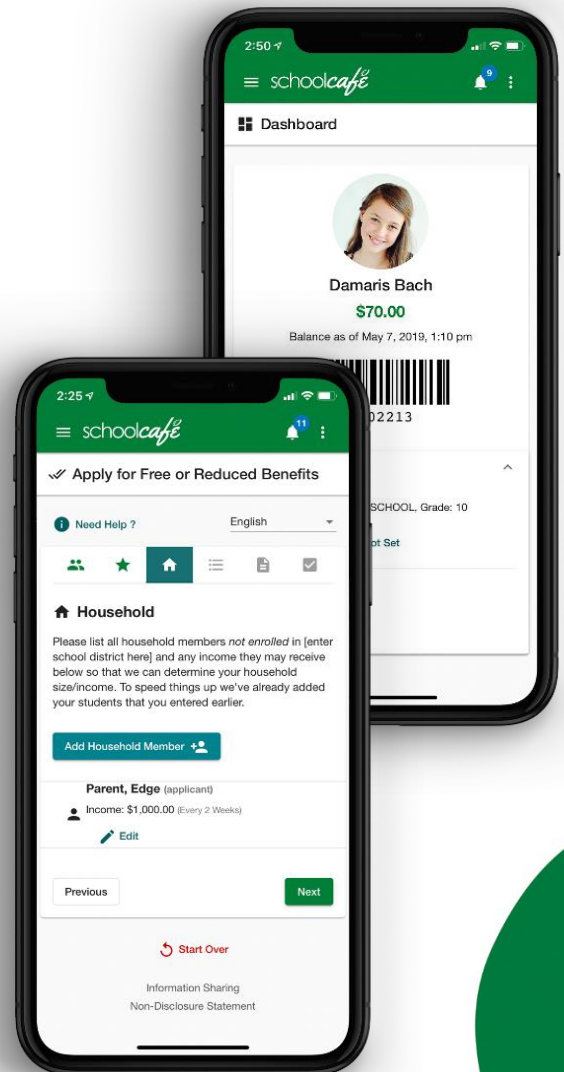 2:50
schoolcafé
9
Dashboard
Damaris Bach
$70.00
Balance as of May 7, 2019, 1:10 pm
02213
SCHOOL, Grade: 10
ot Set
2:25
schoolcafé
11
Apply for Free or Reduced Benefits
Need Help ?
English
Household
Please list all household members not enrolled in [enter
school district here] and any income they may receive
below so that we can determine your household
size/income. To speed things up we've already added
your students that you entered earlier.
Add Household Member
Parent, Edge (applicant)
Income: $1,000.00 (Every 2 Weeks)
Edit
Previous
Next
Start Over
Information Sharing
Non-Disclosure Statement